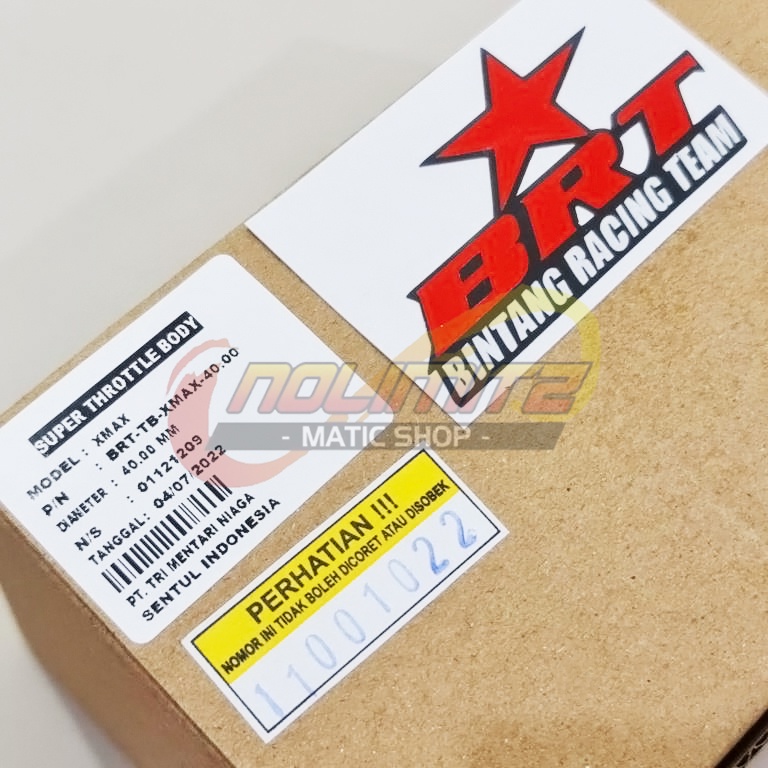 BRT
BINTANG RACING TEAM
NOLIMITZ
- MATIC SHOP -
SUPER THROTTLE BODY
MODEL : XMAX
P/N : BRT-TB-XMAX-40.00
DIANETER : 40.00 MM
N/S : 01121209
TANGGAL: 04/07/2022
PT. TRI MENTARI NIAGA
SENTUL INDONESIA
PERHATIAN !!!
NOMOR INI TIDAK BOLEH DICORET ATAU DISOBEK
11001022